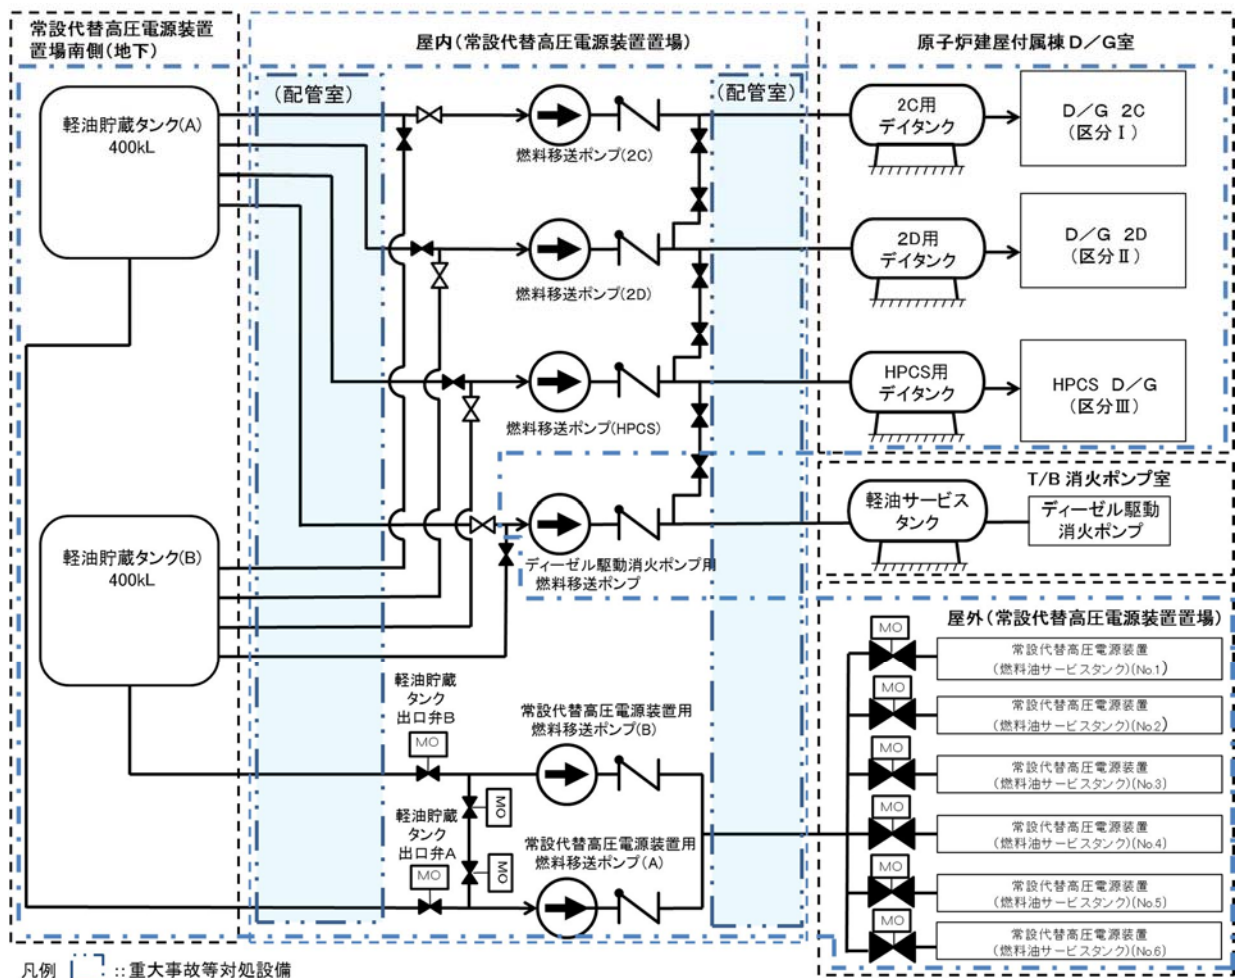 常設代替高圧電源装置
置場南側(地下)
屋内(常設代替高圧電源装置置場)
原子炉建屋付属棟 D/G室
(配管室)
(配管室)
軽油貯蔵タンク(A)
400kL
燃料移送ポンプ(2C)
2C用
デイタンク
D/G 2C
(区分Ⅰ)
燃料移送ポンプ(2D)
2D用
デイタンク
D/G 2D
(区分Ⅱ)
燃料移送ポンプ(HPCS)
HPCS用
デイタンク
HPCS D/G
(区分Ⅲ)
軽油貯蔵タンク(B)
400kL
ディーゼル駆動消火ポンプ用
燃料移送ポンプ
T/B 消火ポンプ室
軽油サービス
タンク
ディーゼル駆動
消火ポンプ
屋外(常設代替高圧電源装置置場)
軽油貯蔵
タンク
出口弁B
MO
常設代替高圧電源装置用
燃料移送ポンプ(B)
MO
軽油貯蔵
タンク
出口弁A
MO
MO
常設代替高圧電源装置用
燃料移送ポンプ(A)
MO
常設代替高圧電源装置
(燃料油サービスタンク)(No.1)
MO
常設代替高圧電源装置
(燃料油サービスタンク)(No.2)
MO
常設代替高圧電源装置
(燃料油サービスタンク)(No.3)
MO
常設代替高圧電源装置
(燃料油サービスタンク)(No.4)
MO
常設代替高圧電源装置
(燃料油サービスタンク)(No.5)
MO
常設代替高圧電源装置
(燃料油サービスタンク)(No.6)
凡例 ::重大事故等対処設備